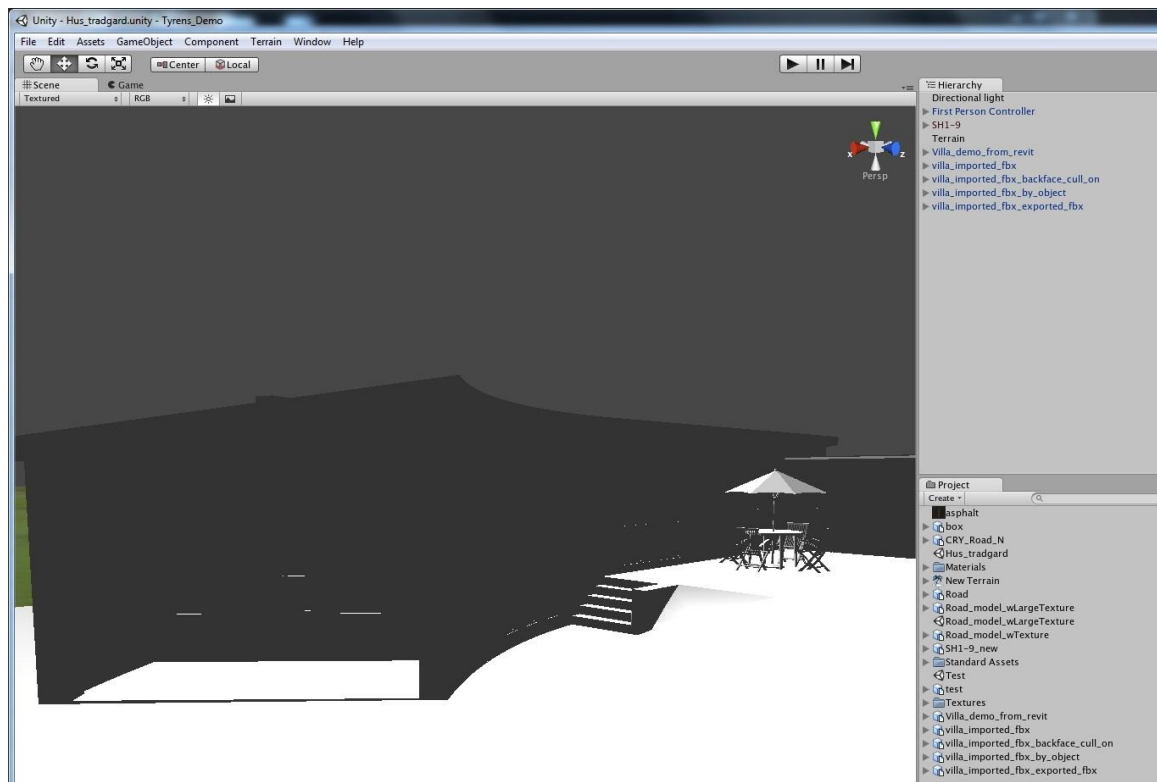 Unity - Hus_tradgard.unity - Tyrens_Demo
File Edit Assets GameObject Component Terrain Window Help
Center Local
Scene Game
Textured RGB
x z
Persp
Hierarchy
Directional light
First Person Controller
SH1-9
Terrain
Villa_demo_from_revit
villa_imported_fbx
villa_imported_fbx_backface_cull_on
villa_imported_fbx_by_object
villa_imported_fbx_exported_fbx
Project
Create
asphalt
box
CRY_Road_N
Hus_tradgard
Materials
New Terrain
Road
Road_model_wLargeTexture
Road_model_wLargeTexture
Road_model_wTexture
SH1-9_new
Standard Assets
Test
test
Textures
Villa_demo_from_revit
villa_imported_fbx
villa_imported_fbx_backface_cull_on
villa_imported_fbx_by_object
villa_imported_fbx_exported_fbx